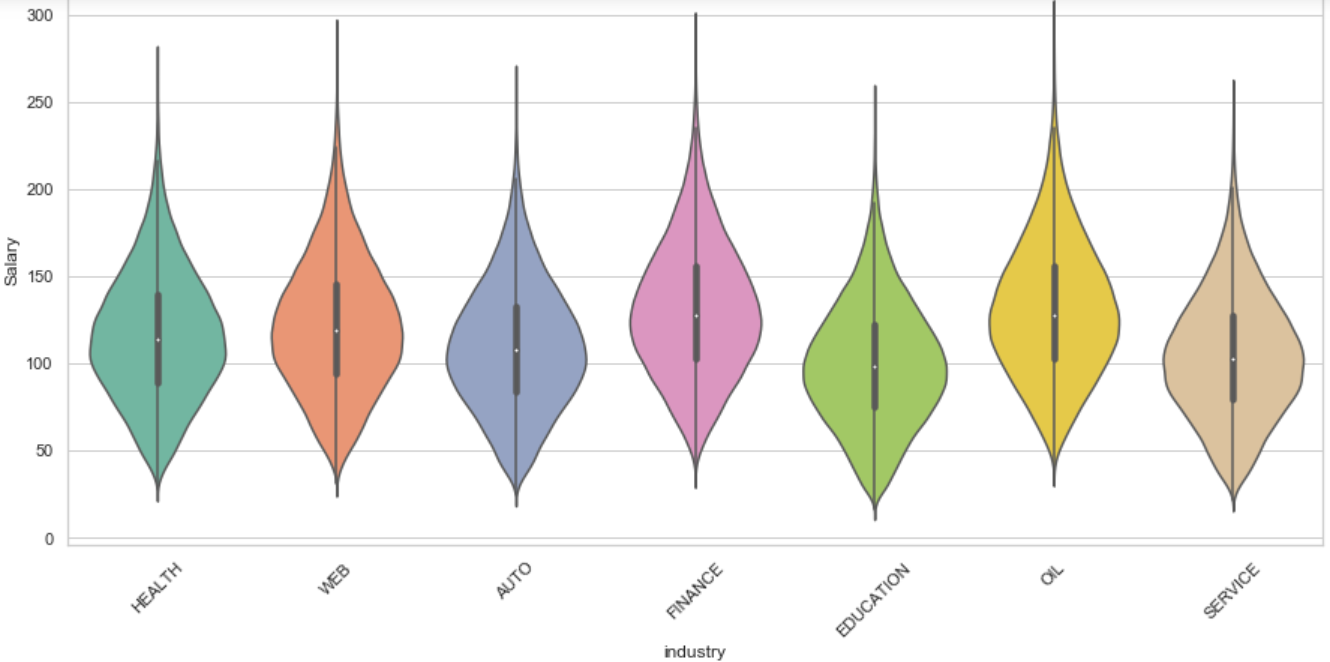 300
250
200
150
100
50
0
Salary
HEALTH
WEB
AUTO
FINANCE
EDUCATION
OIL
SERVICE
industry